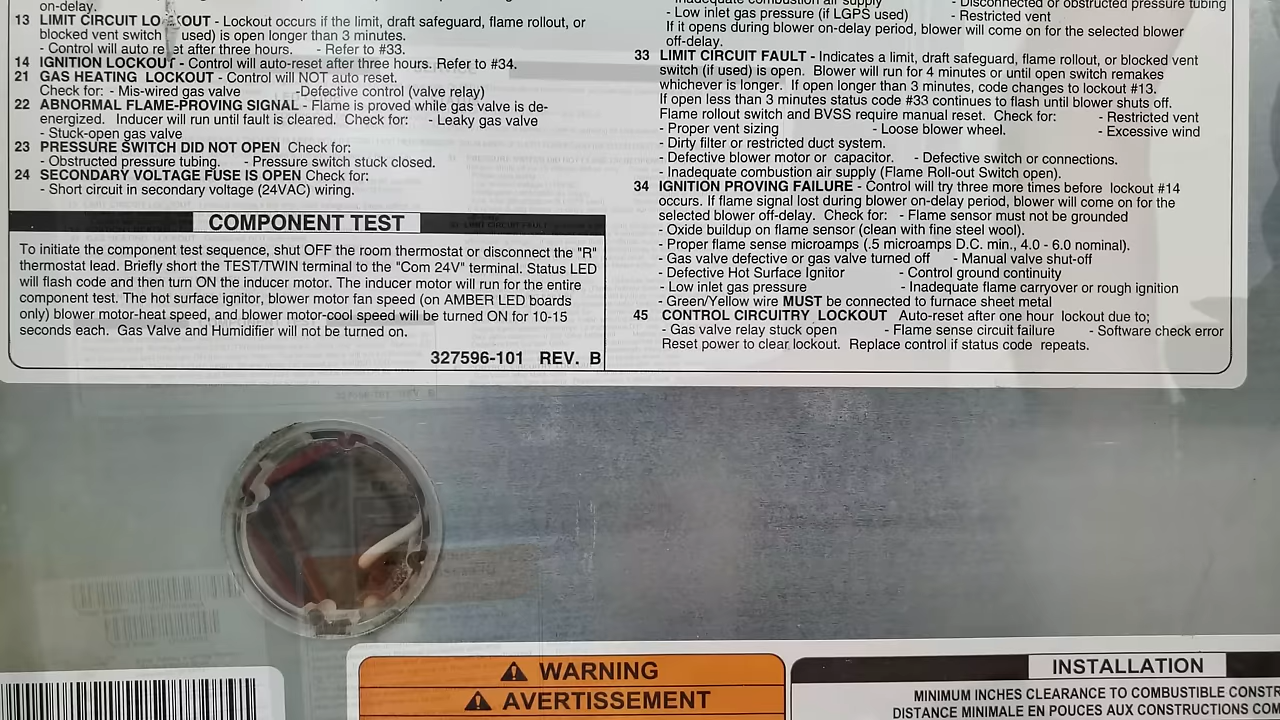 on-delay.
13 LIMIT CIRCUIT LOCKOUT - Lockout occurs if the limit, draft safeguard, flame rollout, or
blocked vent switch used) is open longer than 3 minutes.
- Control will auto reset after three hours. - Refer to #33.
14 IGNITION LOCKOUT - Control will auto-reset after three hours. Refer to #34.
21 GAS HEATING LOCKOUT - Control will NOT auto reset.
Check for: - Mis-wired gas valve -Defective control (valve relay)
22 ABNORMAL FLAME-PROVING SIGNAL - Flame is proved while gas valve is de-
energized. Inducer will run until fault is cleared. Check for: - Leaky gas valve
- Stuck-open gas valve
23 PRESSURE SWITCH DID NOT OPEN Check for:
- Obstructed pressure tubing. - Pressure switch stuck closed.
24 SECONDARY VOLTAGE FUSE IS OPEN Check for:
- Short circuit in secondary voltage (24VAC) wiring.
COMPONENT TEST
To initiate the component test sequence, shut OFF the room thermostat or disconnect the "R"
thermostat lead. Briefly short the TEST/TWIN terminal to the "Com 24V" terminal. Status LED
will flash code and then turn ON the inducer motor. The inducer motor will run for the entire
component test. The hot surface ignitor, blower motor fan speed (on AMBER LED boards
only) blower motor-heat speed, and blower motor-cool speed will be turned ON for 10-15
seconds each. Gas Valve and Humidifier will not be turned on.
327596-101 REV. B
- Inadequate combustion air supply - Disconnected or obstructed pressure tubing
- Low inlet gas pressure (if LGPS used) - Restricted vent
If it opens during blower on-delay period, blower will come on for the selected blower
off-delay.
33 LIMIT CIRCUIT FAULT - Indicates a limit, draft safeguard, flame rollout, or blocked vent
switch (if used) is open. Blower will run for 4 minutes or until open switch remakes
whichever is longer. If open longer than 3 minutes, code changes to lockout #13.
If open less than 3 minutes status code #33 continues to flash until blower shuts off.
Flame rollout switch and BVSS require manual reset. Check for: - Restricted vent
- Proper vent sizing - Loose blower wheel. - Excessive wind
- Dirty filter or restricted duct system.
- Defective blower motor or capacitor. - Defective switch or connections.
- Inadequate combustion air supply (Flame Roll-out Switch open).
34 IGNITION PROVING FAILURE - Control will try three more times before lockout #14
occurs. If flame signal lost during blower on-delay period, blower will come on for the
selected blower off-delay. Check for: - Flame sensor must not be grounded
- Oxide buildup on flame sensor (clean with fine steel wool).
- Proper flame sense microamps (.5 microamps D.C. min., 4.0 - 6.0 nominal).
- Gas valve defective or gas valve turned off - Manual valve shut-off
- Defective Hot Surface Ignitor - Control ground continuity
- Low inlet gas pressure - Inadequate flame carryover or rough ignition
- Green/Yellow wire MUST be connected to furnace sheet metal
45 CONTROL CIRCUITRY LOCKOUT Auto-reset after one hour lockout due to;
- Gas valve relay stuck open - Flame sense circuit failure - Software check error
Reset power to clear lockout. Replace control if status code repeats.
WARNING
AVERTISSEMENT
INSTALLATION
MINIMUM INCHES CLEARANCE TO COMBUSTIBLE CONSTR
DISTANCE MINIMALE EN POUCES AUX CONSTRUCTIONS COM